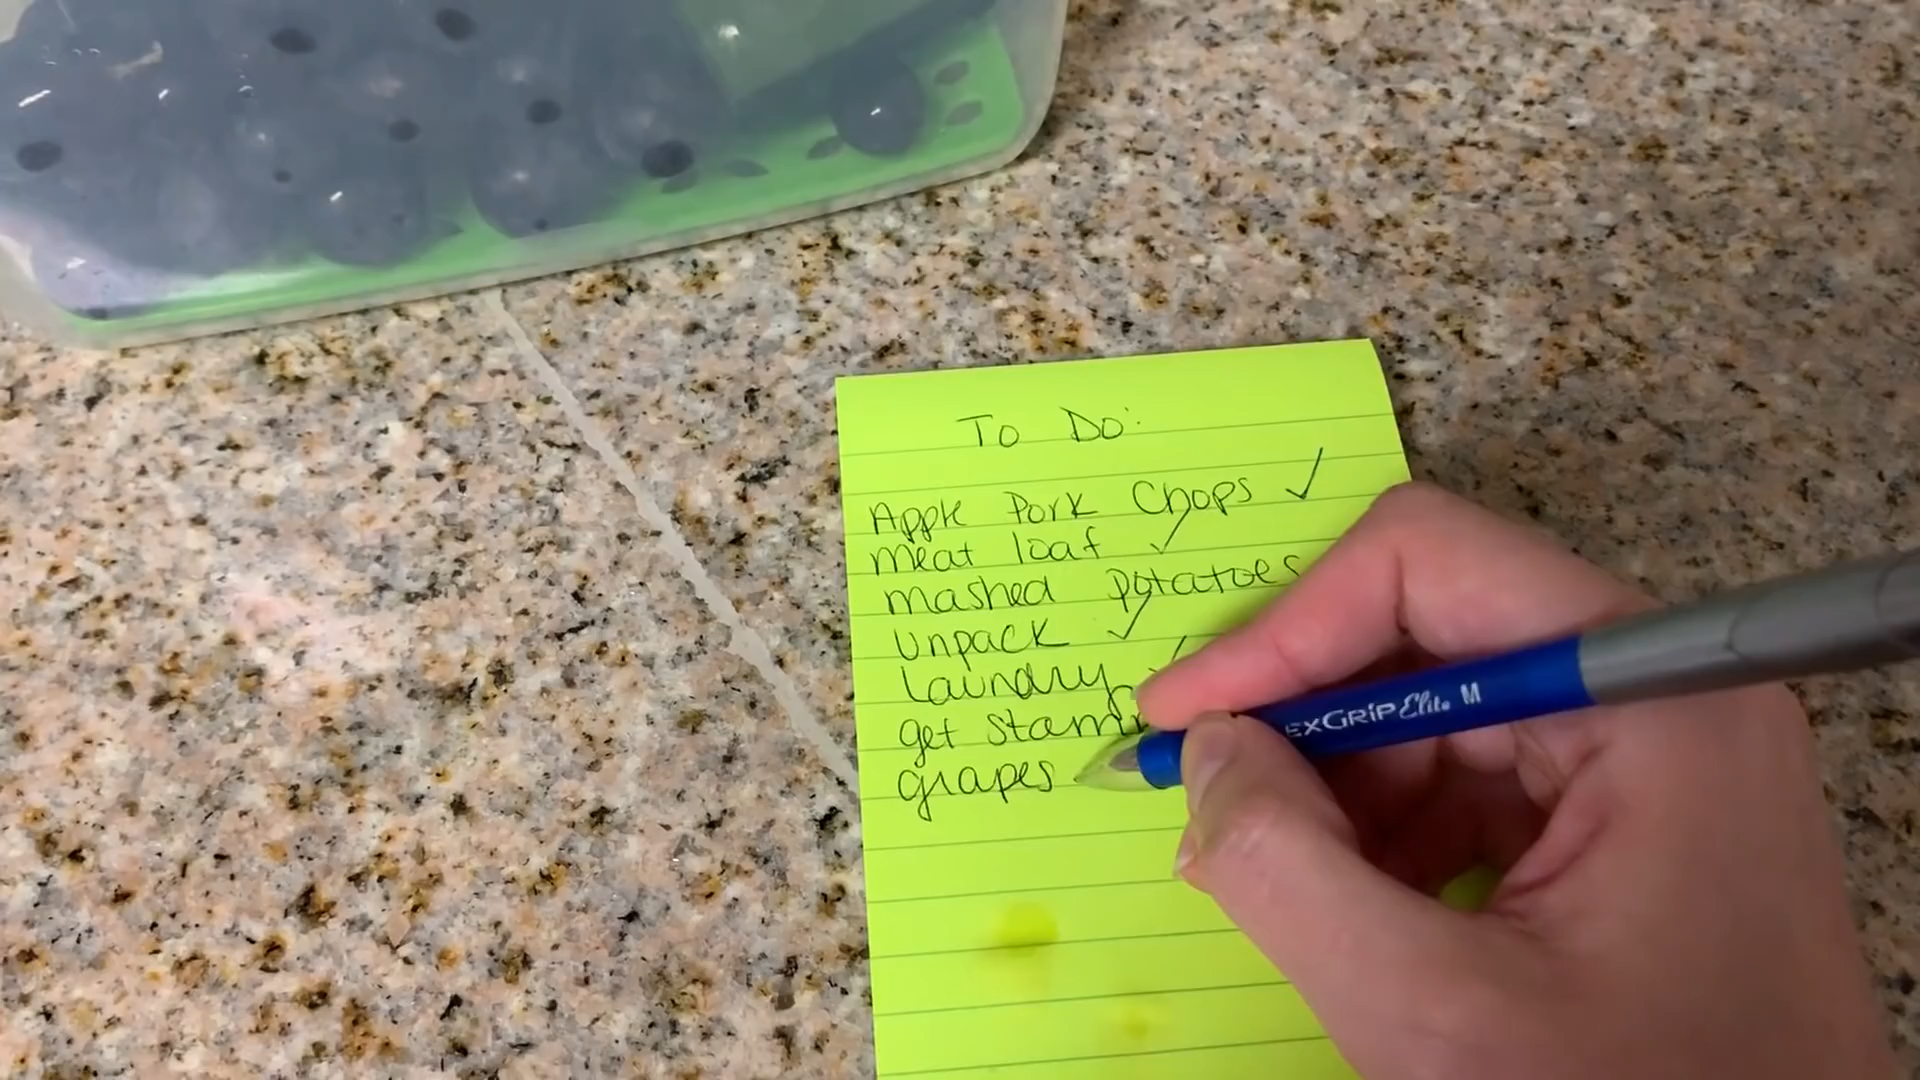 To Do:
Apple Pork Chops ✓
meat loaf ✓
mashed potatoes
unpack ✓
Laundry ✓
get
grapes
EXGRIP Elite M